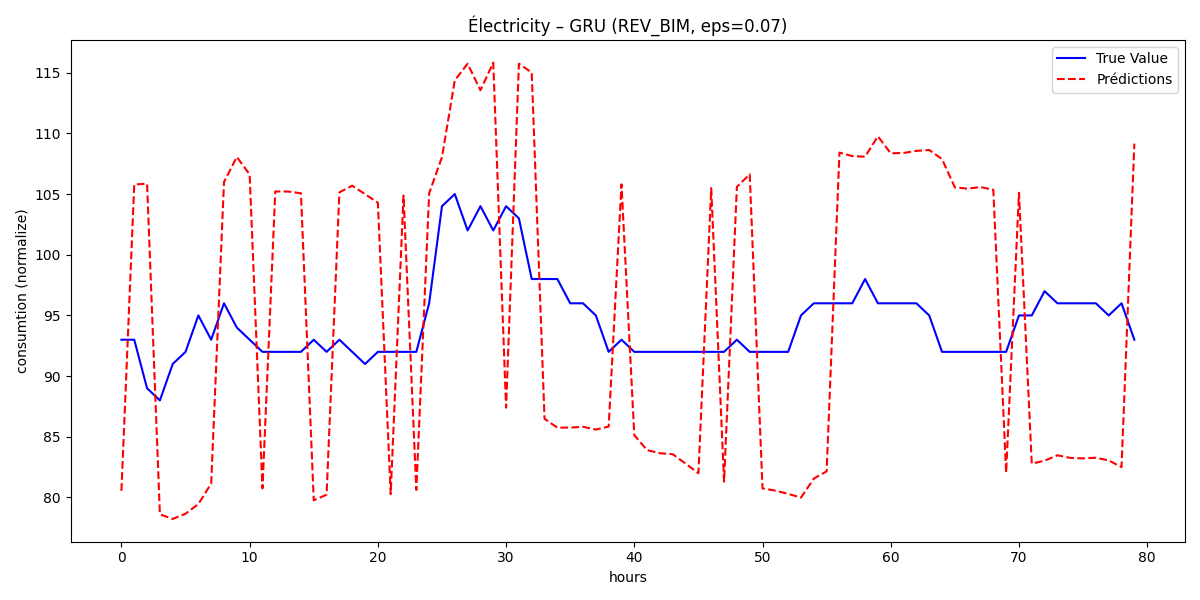 Électricity – GRU (REV_BIM, eps=0.07)
True Value
Prédictions
consumtion (normalize)
115
110
105
100
95
90
85
80
0 10 20 30 40 50 60 70 80
hours